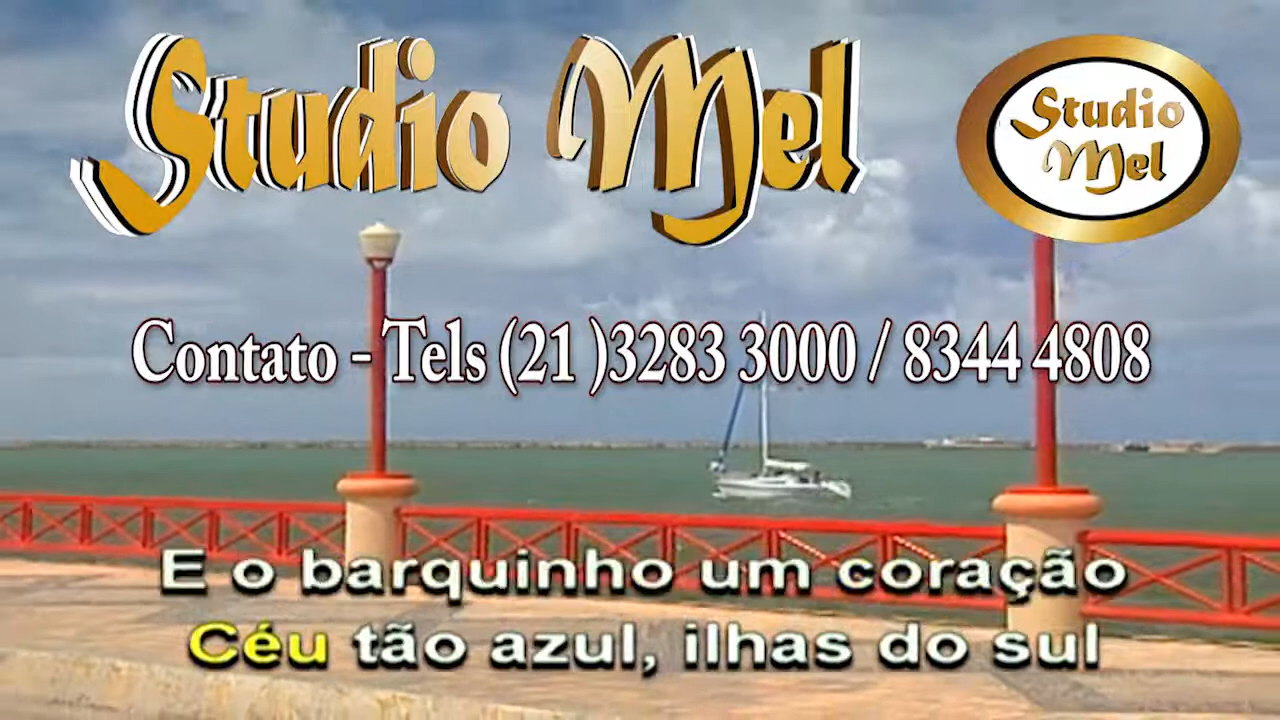 Studio Mel
Studio
Mel
Contato - Tels (21 )3283 3000 / 8344 4808
E o barquinho um coração
Céu tão azul, ilhas do sul